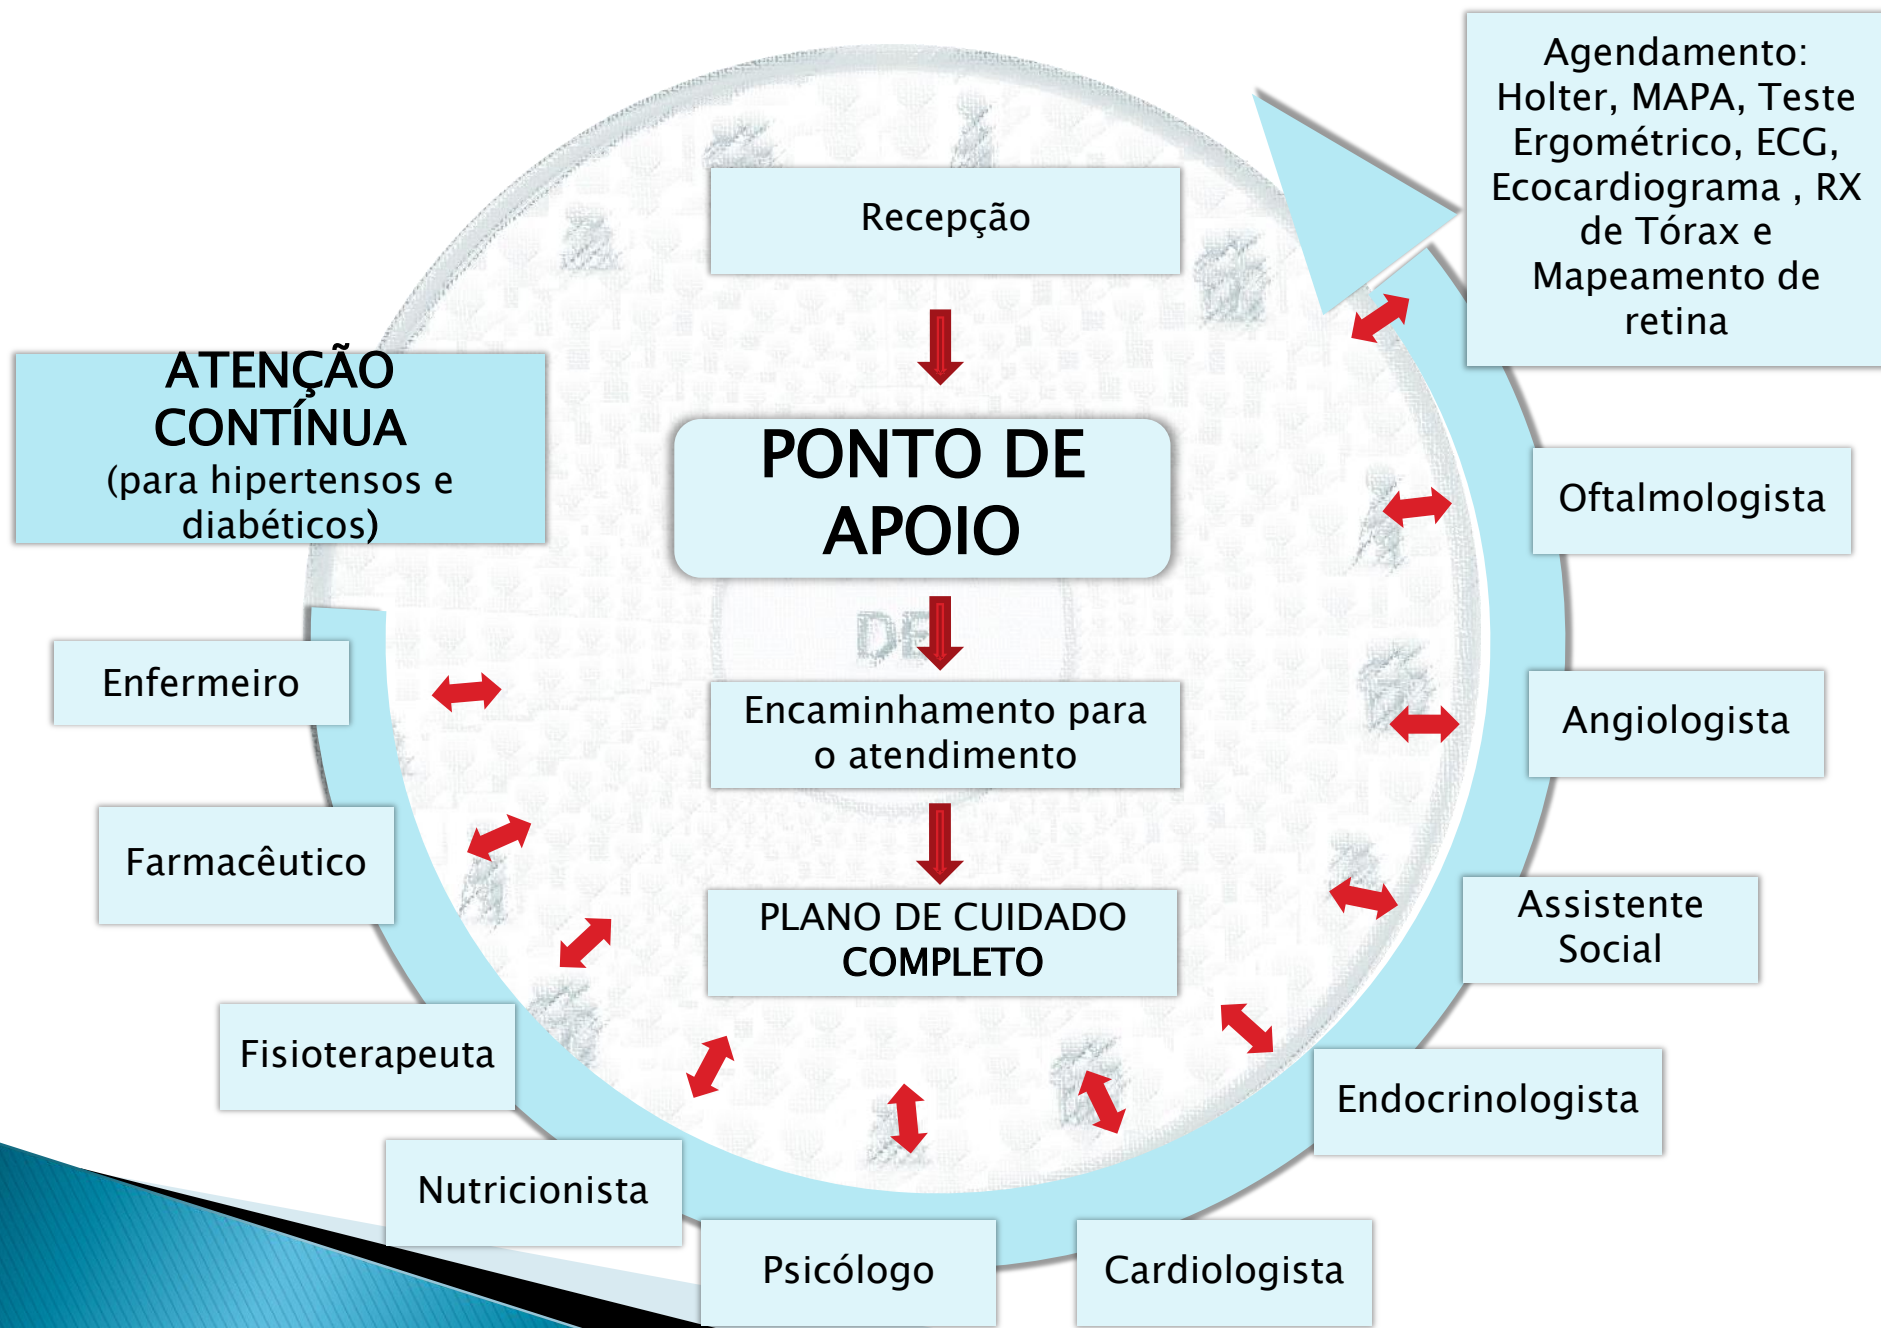 Agendamento:
Holter, MAPA, Teste
Ergométrico, ECG,
Ecocardiograma , RX
de Tórax e
Mapeamento de
retina
Recepção
ATENÇÃO
CONTÍNUA
(para hipertensos e
diabéticos)
PONTO DE
APOIO
DE
Oftalmologista
Enfermeiro
Encaminhamento para
o atendimento
Angiologista
Farmacêutico
PLANO DE CUIDADO
COMPLETO
Assistente
Social
Fisioterapeuta
Endocrinologista
Nutricionista
Psicólogo
Cardiologista